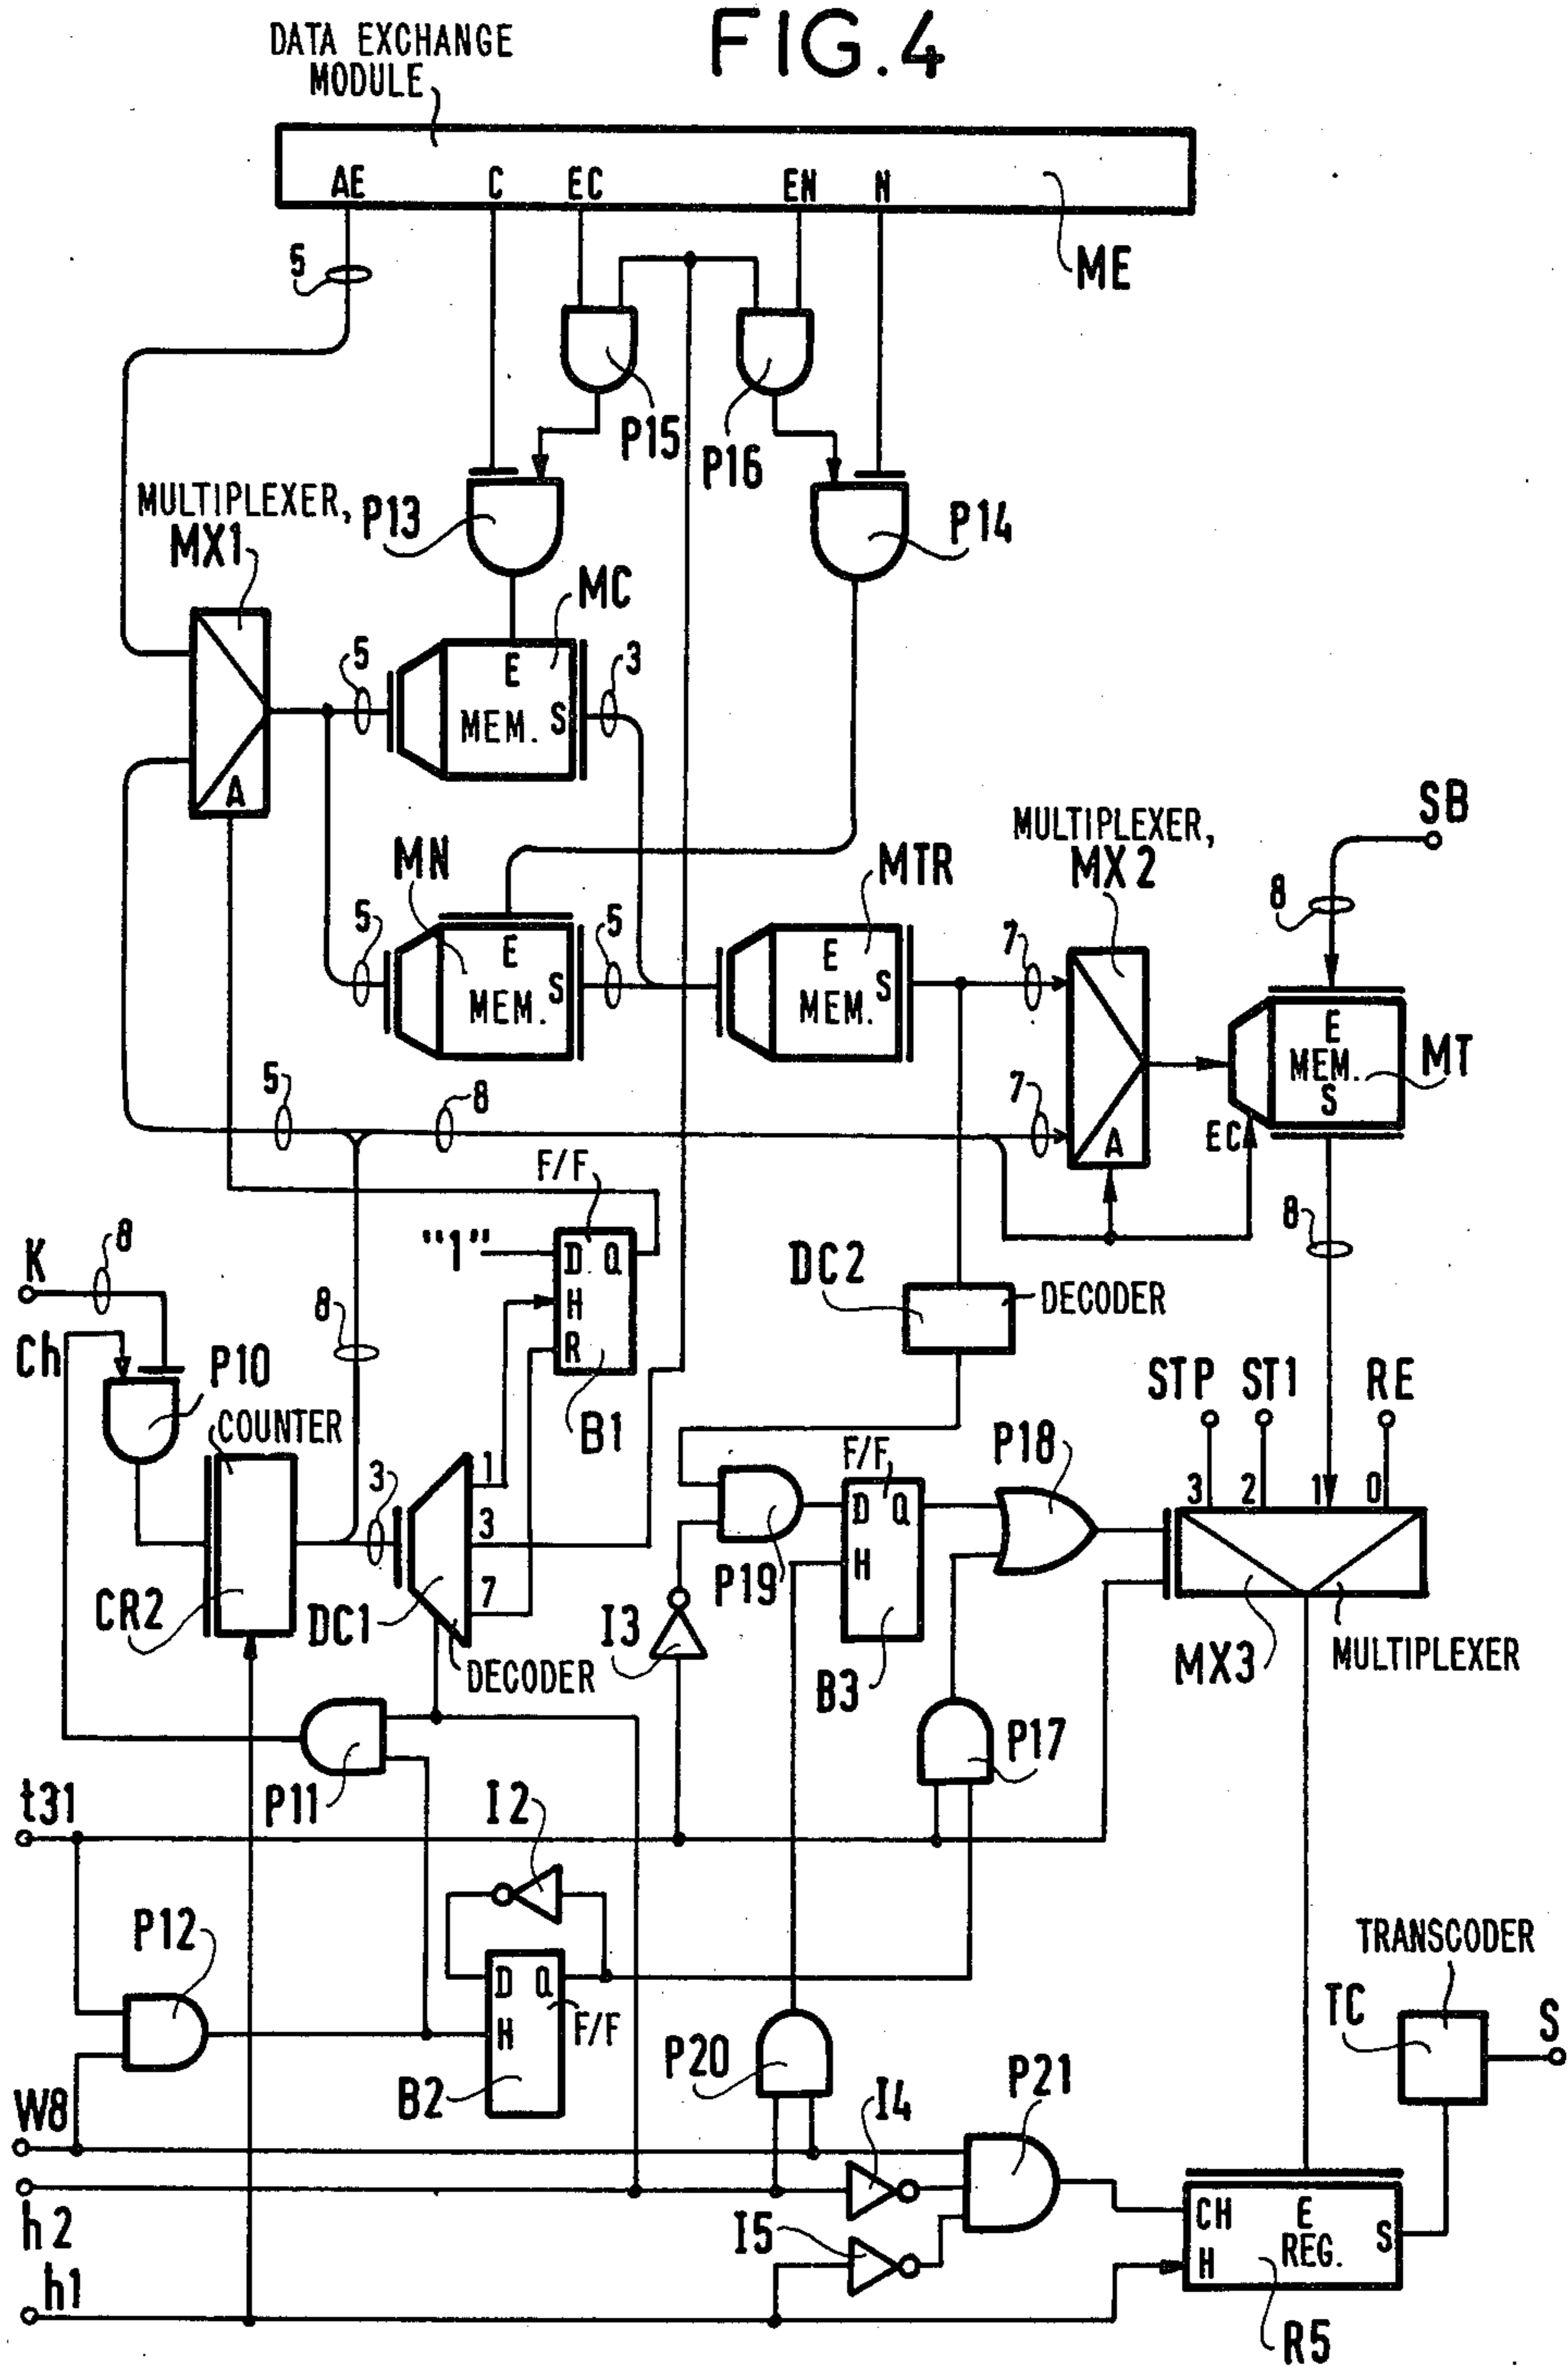 FIG.4
DATA EXCHANGE
MODULE
AE C EC EN N
ME
5
P15
P16
MULTIPLEXER,
MX1
P13
P14
MC
5
E
MEM. S
3
A
MN
MTR
MULTIPLEXER,
MX2
SB
8
5
E
MEM. S
5
E
MEM. S
7
E
MEM.
S
MT
5
8
7
A
EC
F/F
"1"
D Q
H
R
B1
8
K
8
Ch
P10
8
DC2
DECODER
COUNTER
STP ST1 RE
3 2 1 0
P18
F/F
D Q
H
P19
B3
1
3
7
3
CR2
DC1
DECODER
I3
MX3
MULTIPLEXER
P11
P17
t31
I2
P12
D Q
H
F/F
B2
TRANSCODER
TC
S
P20
P21
W8
I4
h2
I5
CH E
REG. S
H
h1
R5